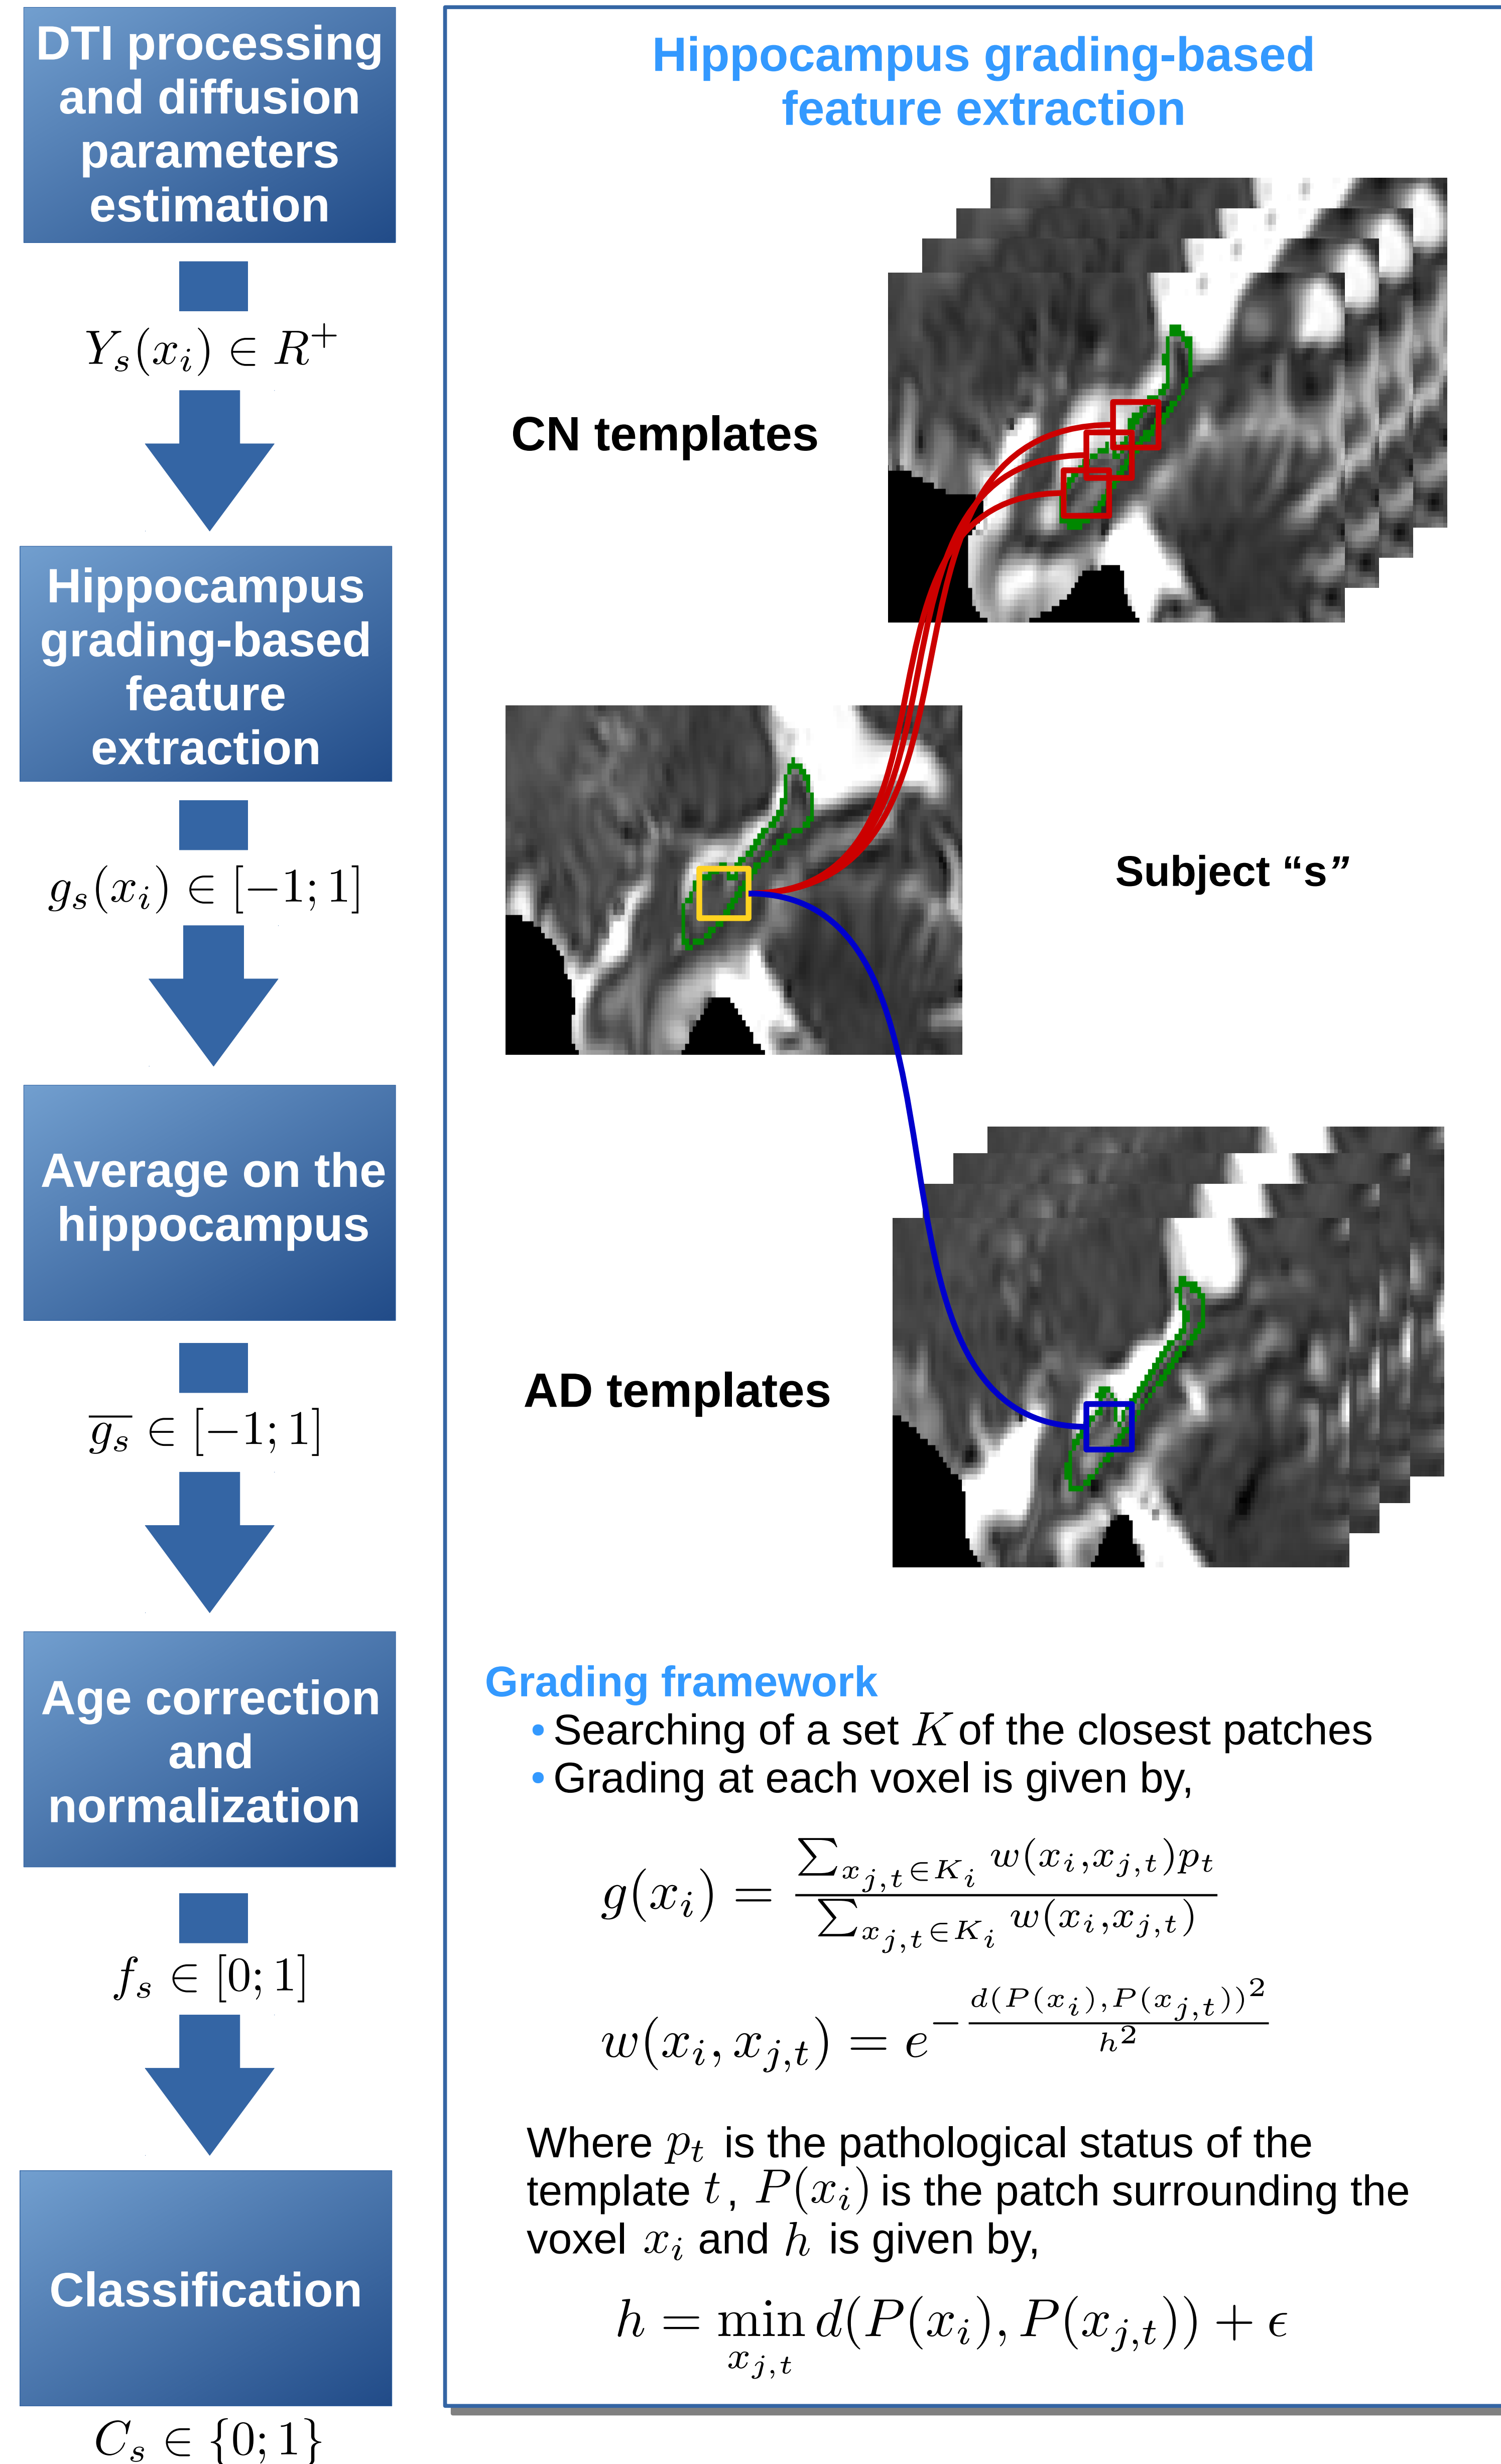 DTI processing
and diffusion
parameters
estimation
Y_s(x_i) ∈ R^+
Hippocampus
grading-based
feature
extraction
g_s(x_i) ∈ [−1; 1]
Average on the
hippocampus
\overline{g_s} ∈ [−1; 1]
Age correction
and
normalization
f_s ∈ [0; 1]
Classification
C_s ∈ {0; 1}
Hippocampus grading-based
feature extraction
CN templates
Subject “s”
AD templates
Grading framework
• Searching of a set K of the closest patches
• Grading at each voxel is given by,
g(x_i) = \frac{∑_{x_{j,t}∈K_i} w(x_i,x_{j,t})p_t}{∑_{x_{j,t}∈K_i} w(x_i,x_{j,t})}
w(x_i, x_{j,t}) = e^{−\frac{d(P(x_i),P(x_{j,t}))^2}{h^2}}
Where p_t is the pathological status of the
template t, P(x_i) is the patch surrounding the
voxel x_i and h is given by,
h = \min_{x_{j,t}} d(P(x_i), P(x_{j,t})) + ϵ